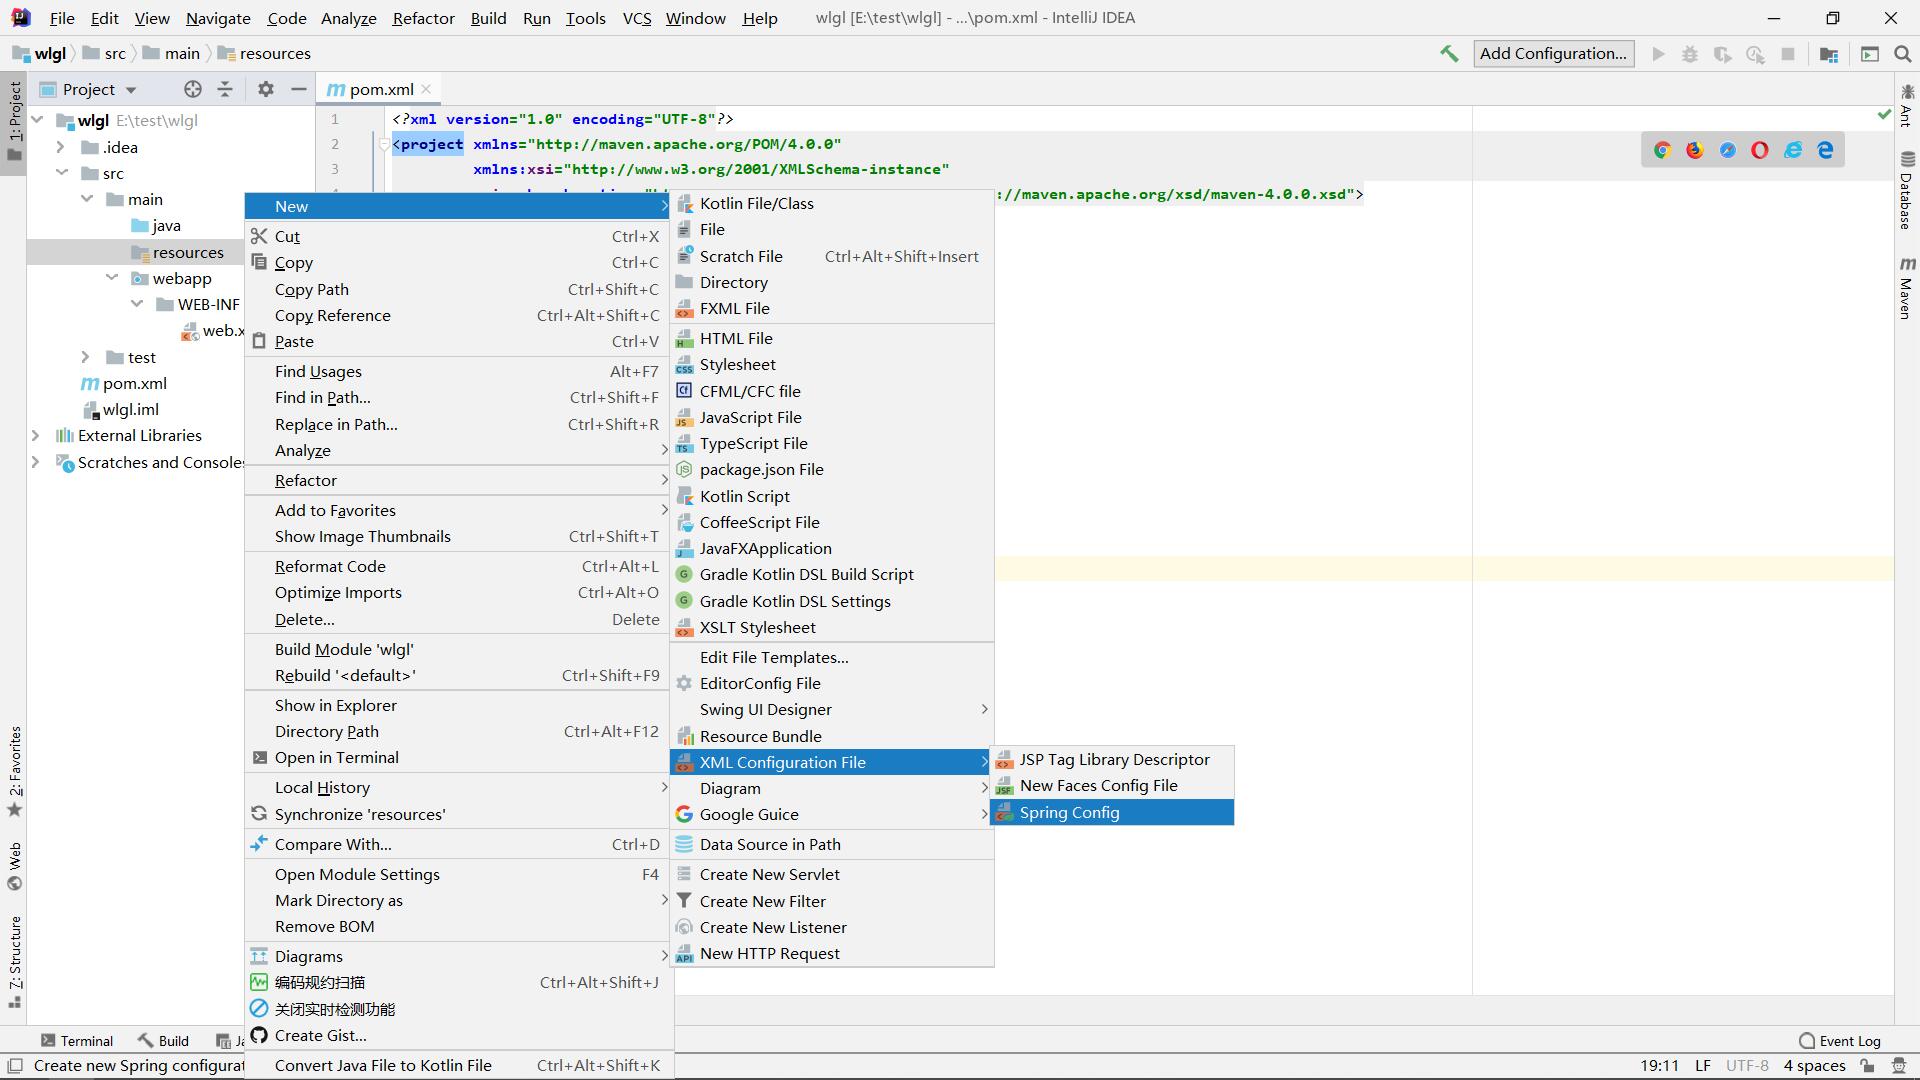 File Edit View Navigate Code Analyze Refactor Build Run Tools VCS Window Help wlgl [E:\test\wlgl] - ...\pom.xml - IntelliJ IDEA
wlgl src main resources Add Configuration...
Project pom.xml
1: Project
2: Favorites
Web
7: Structure
wlgl E:\test\wlgl
.idea
src
main
java
resources
webapp
WEB-INF
web.x
test
pom.xml
wlgl.iml
External Libraries
Scratches and Consoles
1 <?xml version="1.0" encoding="UTF-8"?>
2 <project xmlns="http://maven.apache.org/POM/4.0.0"
3 xmlns:xsi="http://www.w3.org/2001/XMLSchema-instance"
://maven.apache.org/xsd/maven-4.0.0.xsd">
New
Cut Ctrl+X
Copy Ctrl+C
Copy Path Ctrl+Shift+C
Copy Reference Ctrl+Alt+Shift+C
Paste Ctrl+V
Find Usages Alt+F7
Find in Path... Ctrl+Shift+F
Replace in Path... Ctrl+Shift+R
Analyze
Refactor
Add to Favorites
Show Image Thumbnails Ctrl+Shift+T
Reformat Code Ctrl+Alt+L
Optimize Imports Ctrl+Alt+O
Delete... Delete
Build Module 'wlgl'
Rebuild '<default>' Ctrl+Shift+F9
Show in Explorer
Directory Path Ctrl+Alt+F12
Open in Terminal
Local History
Synchronize 'resources'
Compare With... Ctrl+D
Open Module Settings F4
Mark Directory as
Remove BOM
Diagrams
编码规约扫描 Ctrl+Alt+Shift+J
关闭实时检测功能
Create Gist...
Convert Java File to Kotlin File Ctrl+Alt+Shift+K
Kotlin File/Class
File
Scratch File Ctrl+Alt+Shift+Insert
Directory
FXML File
HTML File
Stylesheet
CFML/CFC file
JavaScript File
TypeScript File
package.json File
Kotlin Script
CoffeeScript File
JavaFXApplication
Gradle Kotlin DSL Build Script
Gradle Kotlin DSL Settings
XSLT Stylesheet
Edit File Templates...
EditorConfig File
Swing UI Designer
Resource Bundle
XML Configuration File
Diagram
Google Guice
Data Source in Path
Create New Servlet
Create New Filter
Create New Listener
New HTTP Request
JSP Tag Library Descriptor
New Faces Config File
Spring Config
Ant
Database
Maven
Terminal Build Ja Event Log
Create new Spring configurat 19:11 LF UTF-8 4 spaces